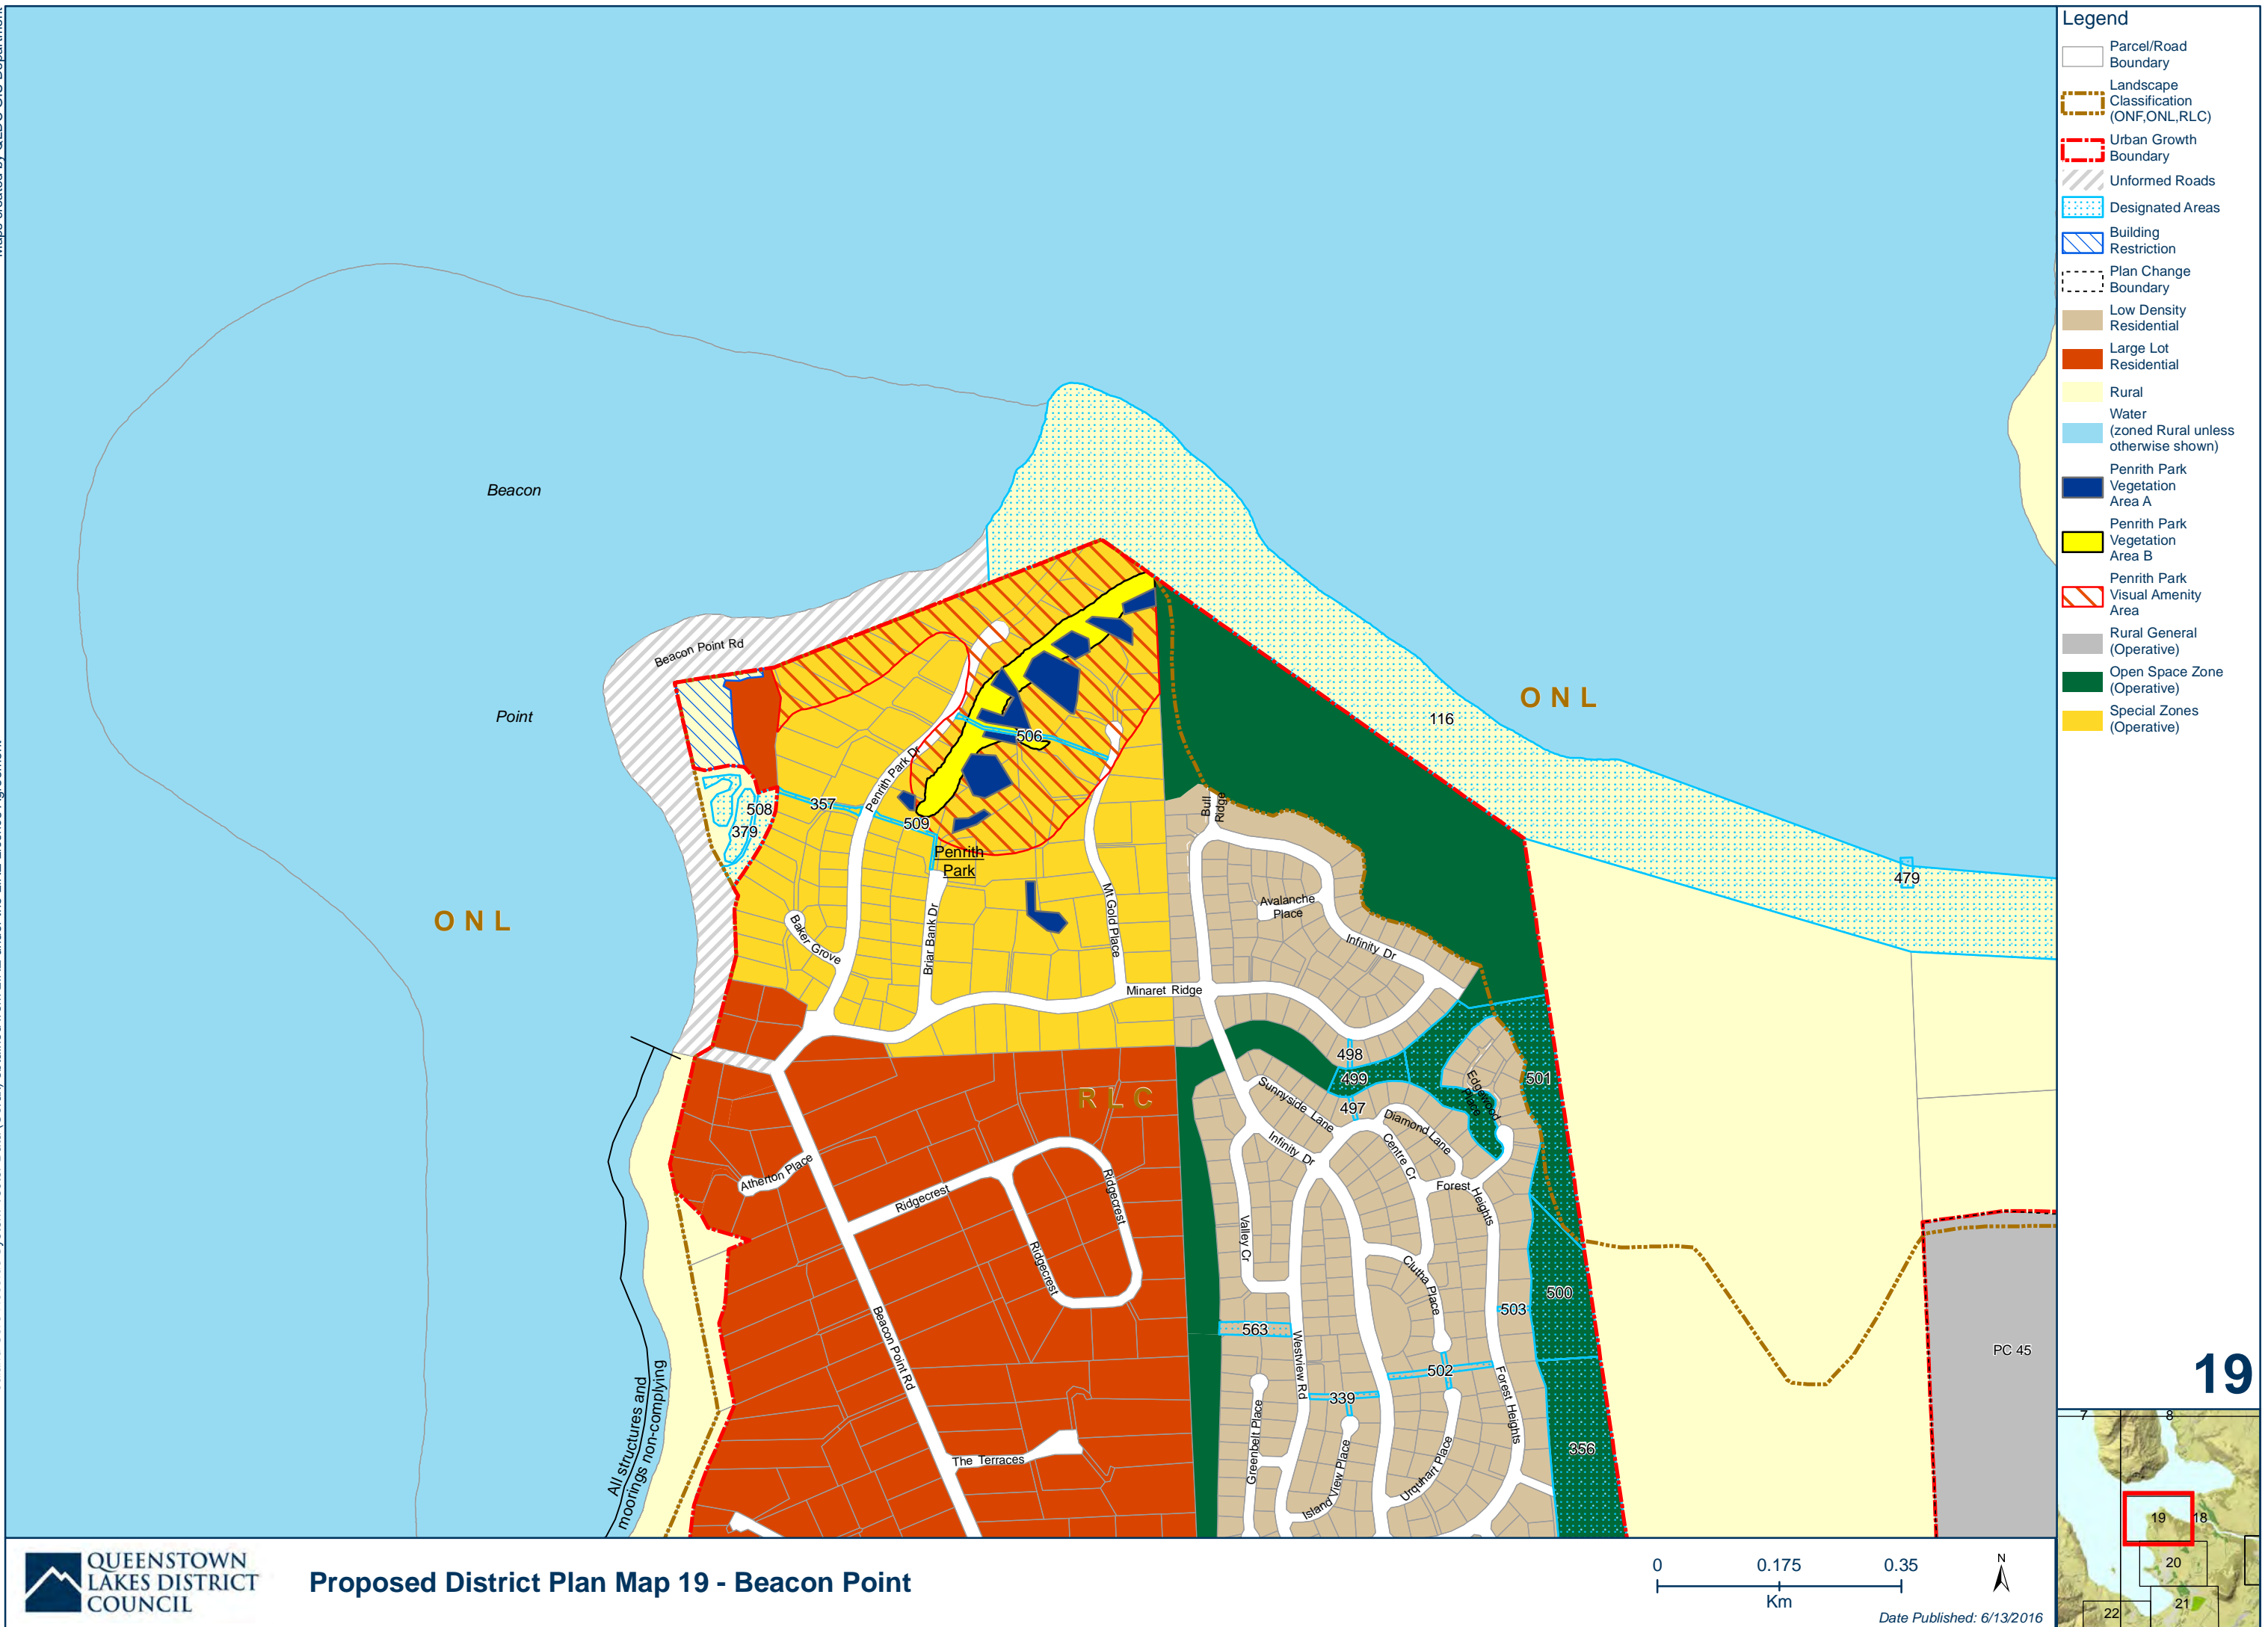 Legend
Parcel/Road
Boundary
Landscape
Classification
(ONF,ONL,RLC)
Urban Growth
Boundary
Unformed Roads
Designated Areas
Building
Restriction
Plan Change
Boundary
Low Density
Residential
Large Lot
Residential
Rural
Water
(zoned Rural unless
otherwise shown)
Penrith Park
Vegetation
Area A
Penrith Park
Vegetation
Area B
Penrith Park
Visual Amenity
Area
Rural General
(Operative)
Open Space Zone
(Operative)
Special Zones
(Operative)
Beacon
Point
Beacon Point Rd
ONL
116
506
Penrith Park Dr
357
508
379
509
Penrith
Park
Bull
Ridge
479
ONL
Avalanche
Place
Baker Grove
Briar Bank Dr
Mt Gold Place
Infinity Dr
Minaret Ridge
498
499
497
501
RLC
Sunnyside Lane
Edgewood
Place
Diamond Lane
Infinity Dr
Centre Cr
Atherton Place
Ridgecrest
Ridgecrest
Ridgecrest
Forest
Heights
Valley Cr
Clutha Place
500
503
563
Westview Rd
Beacon Point Rd
502
339
Forest Heights
PC 45
All structures and
moorings non-complying
Greenbelt Place
Island View Place
Urquhart Place
356
The Terraces
19
7
8
19
18
20
21
22
QUEENSTOWN
LAKES DISTRICT
COUNCIL
Proposed District Plan Map 19 - Beacon Point
0
0.175
0.35
Km
N
Date Published: 6/13/2016